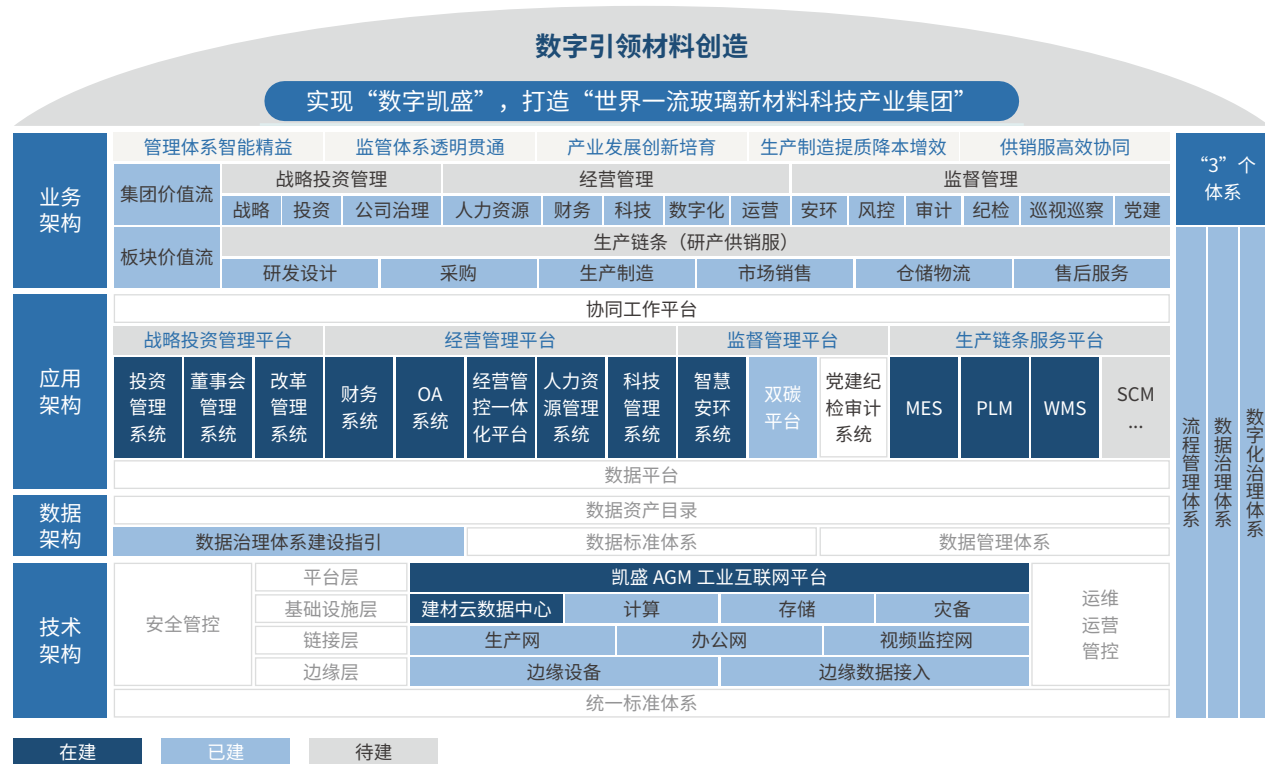 数字引领材料创造
实现“数字凯盛”，打造“世界一流玻璃新材料科技产业集团”
业务
架构
管理体系智能精益
监管体系透明贯通
产业发展创新培育
生产制造提质降本增效
供销服高效协同
集团价值流
战略投资管理
经营管理
监督管理
战略
投资
公司治理
人力资源
财务
科技
数字化
运营
安环
风控
审计
纪检
巡视巡察
党建
板块价值流
生产链条（研产供销服）
研发设计
采购
生产制造
市场销售
仓储物流
售后服务
应用
架构
协同工作平台
战略投资管理平台
经营管理平台
监督管理平台
生产链条服务平台
投资
管理
系统
董事会
管理
系统
改革
管理
系统
财务
系统
OA
系统
经营管
控一体
化平台
人力资
源管理
系统
科技
管理
系统
智慧
安环
系统
双碳
平台
党建纪
检审计
系统
MES
PLM
WMS
SCM
...
数据平台
数据
架构
数据资产目录
数据治理体系建设指引
数据标准体系
数据管理体系
技术
架构
安全管控
平台层
凯盛 AGM 工业互联网平台
基础设施层
建材云数据中心
计算
存储
灾备
链接层
生产网
办公网
视频监控网
边缘层
边缘设备
边缘数据接入
运维
运营
管控
统一标准体系
“3”个
体系
流程管理体系
数据治理体系
数字化治理体系
在建
已建
待建